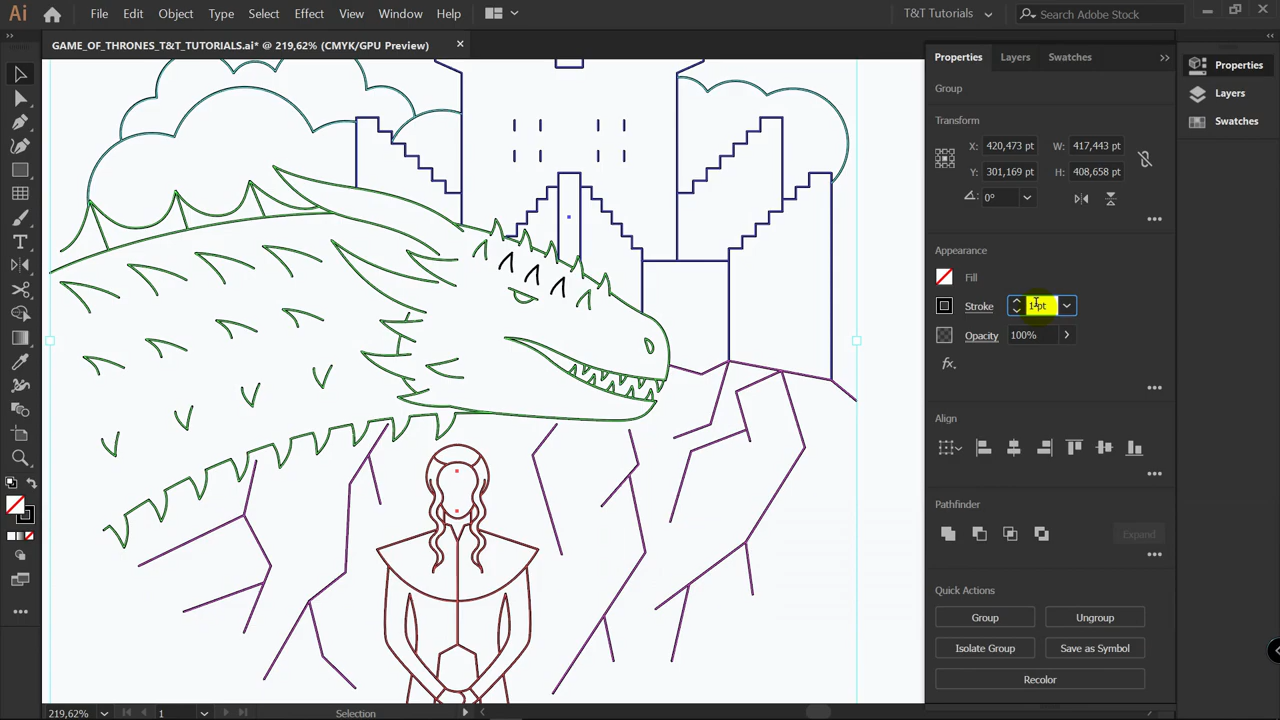 Ai File Edit Object Type Select Effect View Window Help T&T Tutorials Search Adobe Stock
GAME_OF_THRONES_T&T_TUTORIALS.ai* @ 219,62% (CMYK/GPU Preview)
Properties Layers Swatches
Properties
Group
Layers
Transform
Swatches
X: 420,473 pt W: 417,443 pt
Y: 301,169 pt H: 408,658 pt
0°
Appearance
Fill
Stroke 1 pt
Opacity 100%
fx.
Align
Pathfinder
Expand
Quick Actions
Group Ungroup
Isolate Group Save as Symbol
Recolor
219,62% 1 Selection